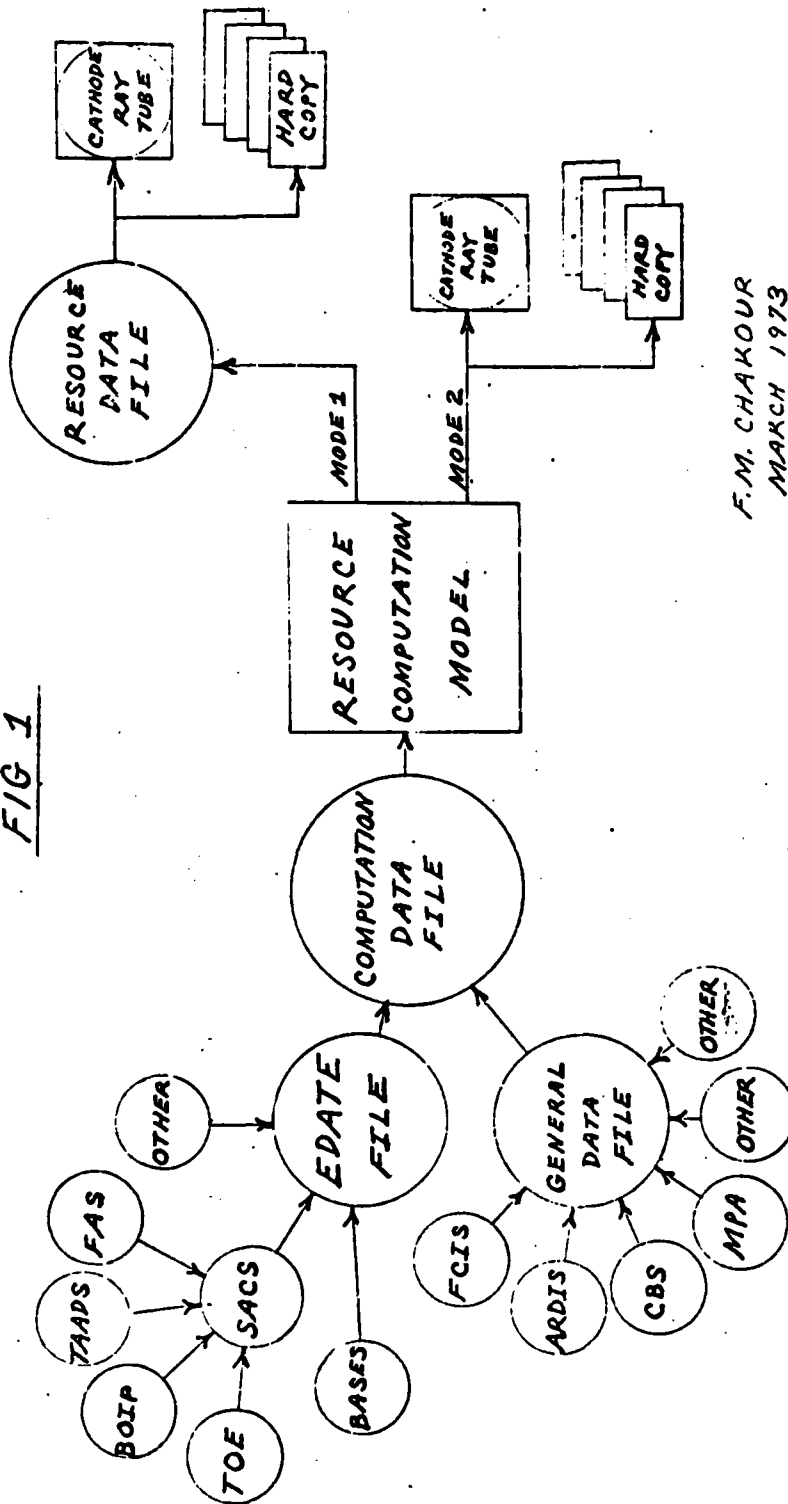 FIG 1
FAS
TAADS
BOIP
TOE
SACS
OTHER
BASES
EDATE
FILE
FCIS
ARDIS
CBS
MPA
OTHER
OTHER
GENERAL
DATA
FILE
COMPUTATION
DATA
FILE
RESOURCE
COMPUTATION
MODEL
MODE 1
MODE 2
RESOURCE
DATA
FILE
CATHODE
RAY
TUBE
HARD
COPY
CATHODE
RAY
TUBE
HARD
COPY
F.M. CHAKOUR
MARCH 1973